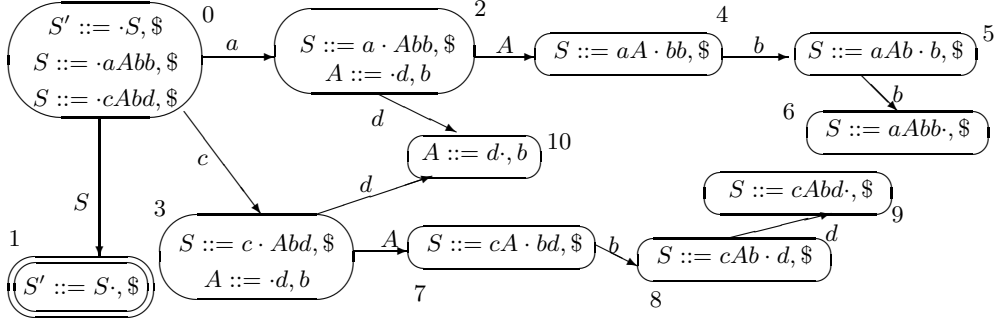 0
S′ ::= ·S, $
S ::= ·aAbb, $
S ::= ·cAbd, $
a
2
S ::= a · Abb, $
A ::= ·d, b
A
4
S ::= aA · bb, $
b
5
S ::= aAb · b, $
b
6
S ::= aAbb·, $
d
10
A ::= d·, b
c
d
S
3
S ::= c · Abd, $
A ::= ·d, b
A
S ::= cA · bd, $
7
b
S ::= cAb · d, $
8
d
S ::= cAbd·, $
9
1
S′ ::= S·, $